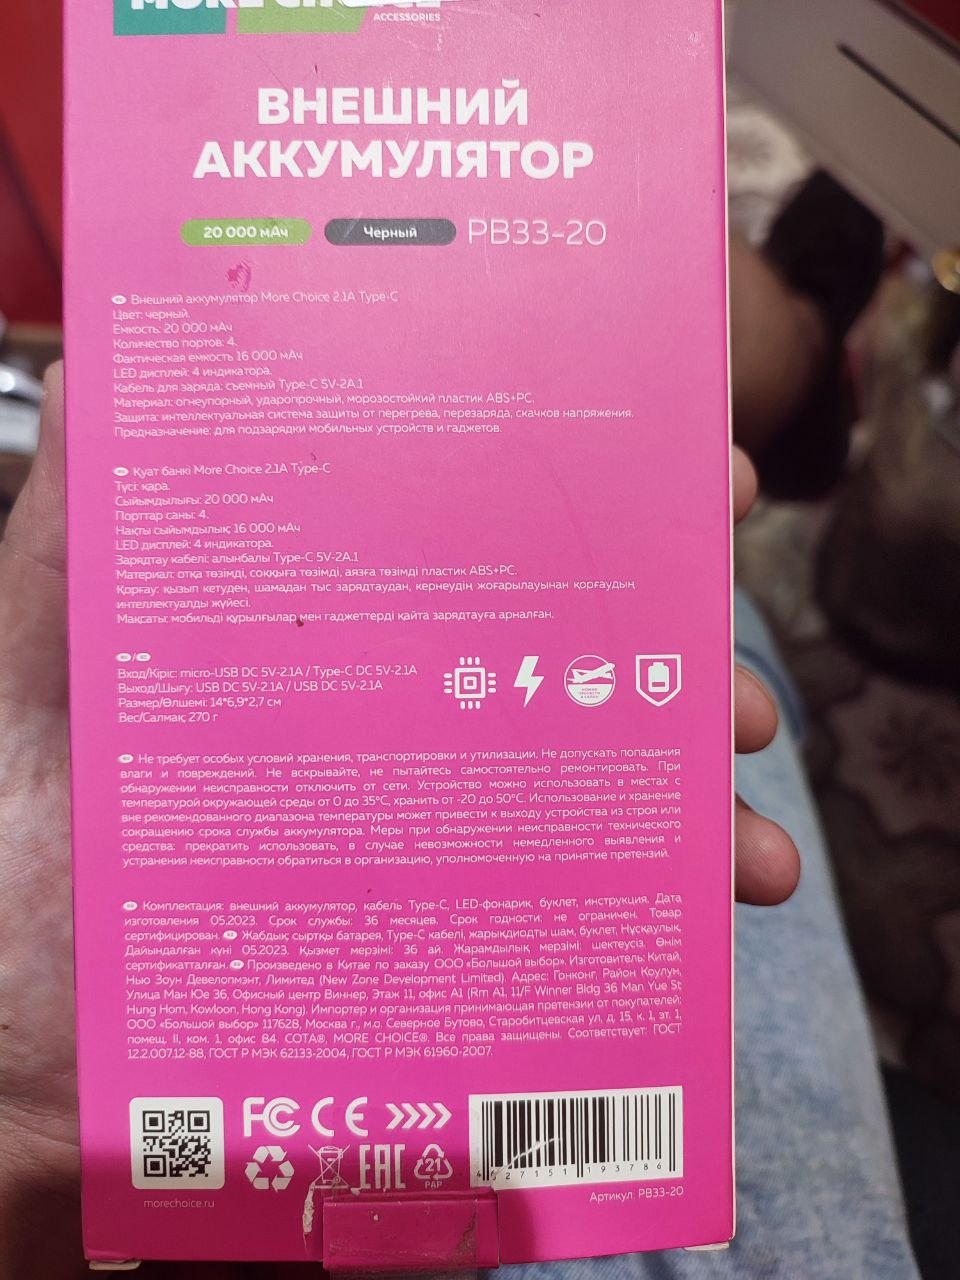 MORE CHOICE
ACCESSORIES
ВНЕШНИЙ
АККУМУЛЯТОР
20 000 мАч
Черный
PB33-20
Внешний аккумулятор More Choice 2.1A Type-C
Цвет: черный.
Емкость: 20 000 мАч
Количество портов: 4.
Фактическая емкость 16 000 мАч
LED дисплей: 4 индикатора.
Кабель для заряда: съемный Type-C 5V-2A.1
Материал: огнеупорный, ударопрочный, морозостойкий пластик ABS+PC.
Защита: интеллектуальная система защиты от перегрева, перезаряда, скачков напряжения.
Предназначение: для подзарядки мобильных устройств и гаджетов.
Қуат банкі More Choice 2.1A Type-C
Түсі: қара.
Сыйымдылығы: 20 000 мАч
Порттар саны: 4.
Нақты сыйымдылық 16 000 мАч
LED дисплей: 4 индикатора.
Зарядтау кабелі: алынбалы Type-C 5V-2A.1
Материал: отқа төзімді, соққыға төзімді, аязға төзімді пластик ABS+PC.
Қорғау: қызып кетуден, шамадан тыс зарядтаудан, кернеудің жоғарылауынан қорғаудың
интеллектуалды жүйесі.
Мақсаты: мобильді құрылғылар мен гаджеттерді қайта зарядтауға арналған.
Вход/Кіріс: micro-USB DC 5V-2.1A / Type-C DC 5V-2.1A
Выход/Шығу: USB DC 5V-2.1A / USB DC 5V-2.1A
Размер/Өлшемі: 14*6,9*2,7 см
Вес/Салмақ: 270 г
Не требует особых условий хранения, транспортировки и утилизации. Не допускать попадания
влаги и повреждений. Не вскрывайте, не пытайтесь самостоятельно ремонтировать. При
обнаружении неисправности отключить от сети. Устройство можно использовать в местах с
температурой окружающей среды от 0 до 35°C, хранить от -20 до 50°C. Использование и хранение
вне рекомендованного диапазона температуры может привести к выходу устройства из строя или
сокращению срока службы аккумулятора. Меры при обнаружении неисправности технического
средства: прекратить использовать, в случае невозможности немедленного выявления и
устранения неисправности обратиться в организацию, уполномоченную на принятие претензий.
Комплектация: внешний аккумулятор, кабель Type-C, LED-фонарик, буклет, инструкция. Дата
изготовления 05.2023. Срок службы: 36 месяцев. Срок годности: не ограничен. Товар
сертифицирован. Жабдық: сыртқы батарея, Type-C кабелі, жарықдиодты шам, буклет, Нұсқаулық,
Дайындалған күні 05.2023. Қызмет мерзімі: 36 ай. Жарамдылық мерзімі: шектеусіз. Өнім
сертификатталған. Произведено в Китае по заказу ООО «Большой выбор». Изготовитель: Китай,
Нью Зоун Девелопмэнт, Лимитед (New Zone Development Limited). Адрес: Гонконг, Район Коулун,
Улица Ман Юе 36, Офисный центр Виннер, Этаж 11, офис А1 (Rm A1, 11/F Winner Bldg 36 Man Yue St
Hung Hom, Kowloon, Hong Kong). Импортер и организация принимающая претензии от покупателей:
ООО «Большой выбор» 117628, Москва г., м.о. Северное Бутово, Старобитцевская ул, д. 15, к. 1, эт. 1,
помещ. II, ком. 1, офис В4. COTA®, MORE CHOICE®. Все права защищены. Соответствует: ГОСТ
12.2.007.12-88, ГОСТ Р МЭК 62133-2004, ГОСТ Р МЭК 61960-2007.
FC CE
EAC
21
PAP
4 627151 193786
morechoice.ru
Артикул: PB33-20